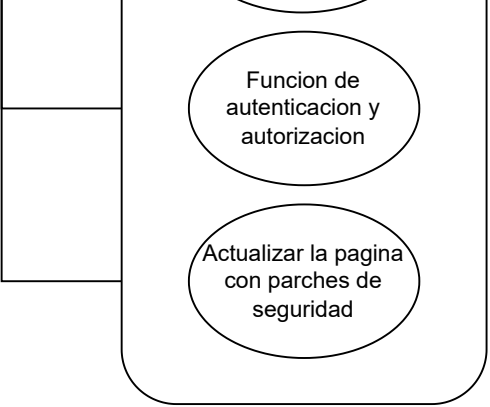 Funcion de
autenticacion y
autorizacion
Actualizar la pagina
con parches de
seguridad